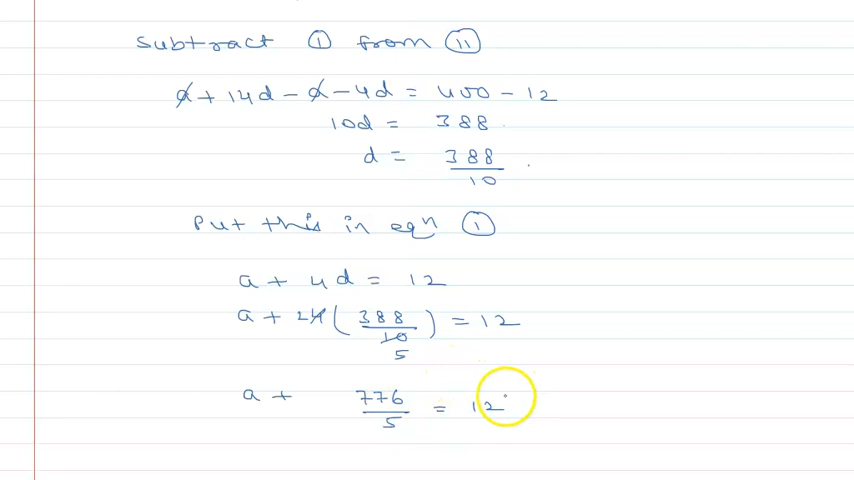 Subtract ① from ⑪
a + 14d - a - 4d = 400 - 12
10d = 388
d = 388/10
Put this in eqn ①
a + 4d = 12
a + 24(388/10 5) = 12
a + 776/5 = 12